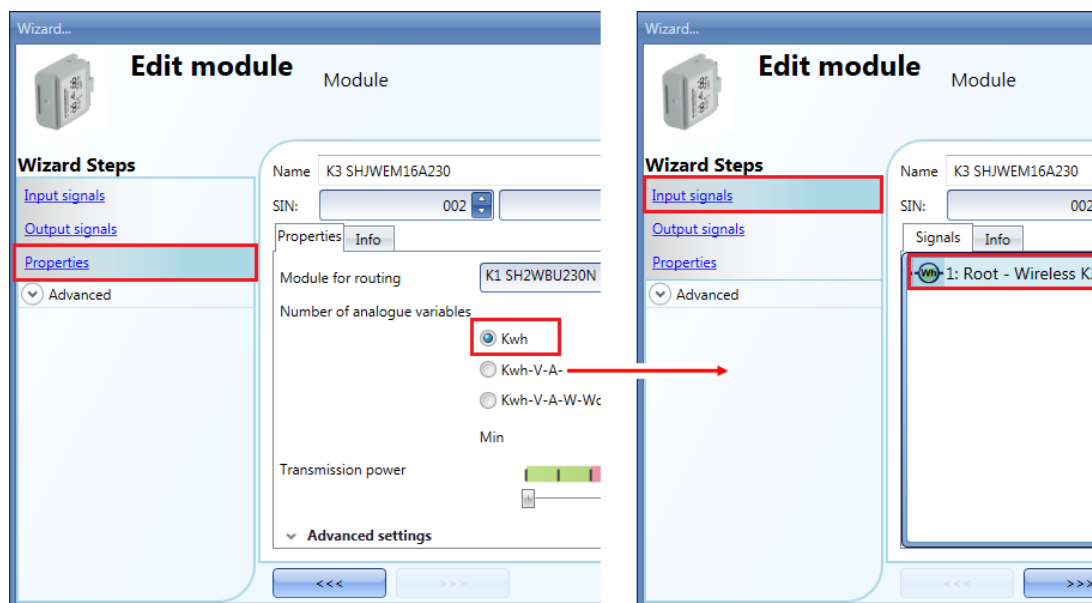 Wizard...
Edit module
Module
Wizard Steps
Input signals
Output signals
Properties
Advanced
Name K3 SHJWEM16A230
SIN: 002
Properties Info
Module for routing K1 SH2WBU230N
Number of analogue variables
Kwh
Kwh-V-A-
Kwh-V-A-W-
Min
Transmission power
Advanced settings
<<< >>>
Wizard...
Edit module
Module
Wizard Steps
Input signals
Output signals
Properties
Advanced
Name K3 SHJWEM16A230
SIN: 002
Signals Info
Wh 1: Root - Wireless K
<<< >>>